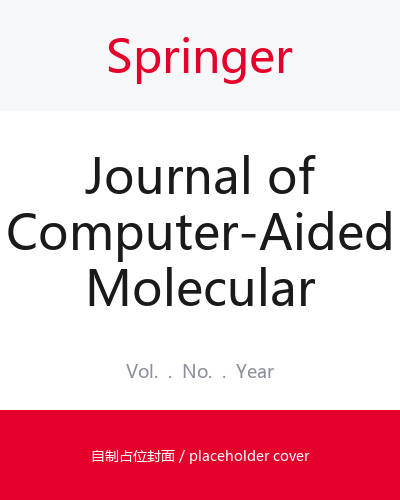 Springer
Journal of
Computer-Aided
Molecular
Vol. . No. . Year
自制占位封面 / placeholder cover